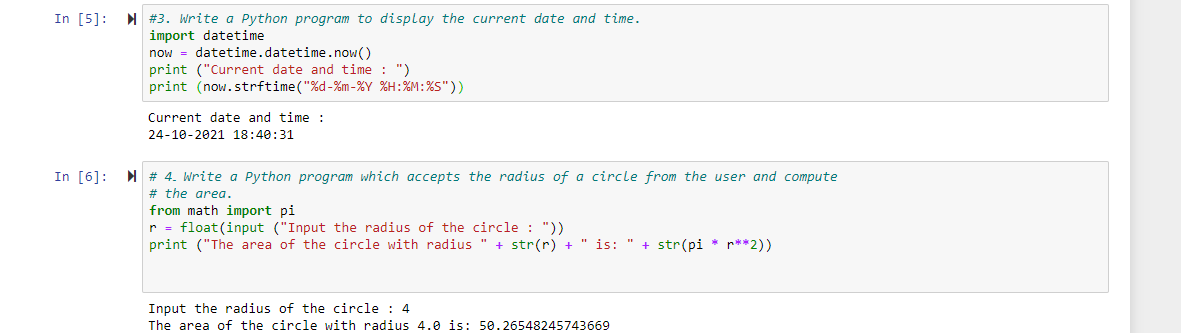 In [5]: #3. Write a Python program to display the current date and time.
import datetime
now = datetime.datetime.now()
print ("Current date and time : ")
print (now.strftime("%d-%m-%Y %H:%M:%S"))
Current date and time :
24-10-2021 18:40:31
In [6]: # 4. Write a Python program which accepts the radius of a circle from the user and compute
# the area.
from math import pi
r = float(input ("Input the radius of the circle : "))
print ("The area of the circle with radius " + str(r) + " is: " + str(pi * r**2))
Input the radius of the circle : 4
The area of the circle with radius 4.0 is: 50.26548245743669